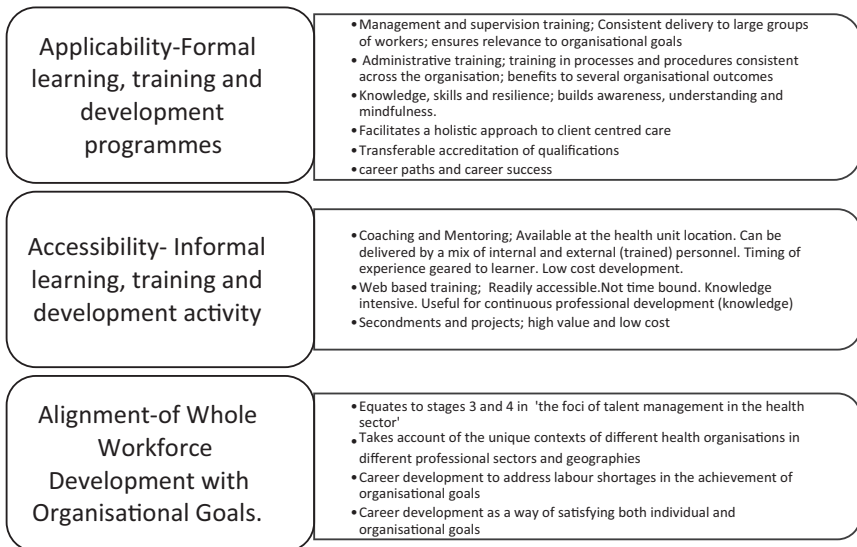 Applicability-Formal
learning, training and
development
programmes
•Management and supervision training; Consistent delivery to large groups
of workers; ensures relevance to organisational goals
• Administrative training; training in processes and procedures consistent
across the organisation; benefits to several organisational outcomes
•Knowledge, skills and resilience; builds awareness, understanding and
mindfulness.
•Facilitates a holistic approach to client centred care
•Transferable accreditation of qualifications
•career paths and career success
Accessibility- Informal
learning, training and
development activity
•Coaching and Mentoring; Available at the health unit location. Can be
delivered by a mix of internal and external (trained) personnel. Timing of
experience geared to learner. Low cost development.
•Web based training; Readily accessible.Not time bound. Knowledge
intensive. Useful for continuous professional development (knowledge)
•Secondments and projects; high value and low cost
Alignment-of Whole
Workforce
Development with
Organisational Goals.
•Equates to stages 3 and 4 in 'the foci of talent management in the health
sector'
•Takes account of the unique contexts of different health organisations in
different professional sectors and geographies
•Career development to address labour shortages in the achievement of
organisational goals
•Career development as a way of satisfying both individual and
organisational goals